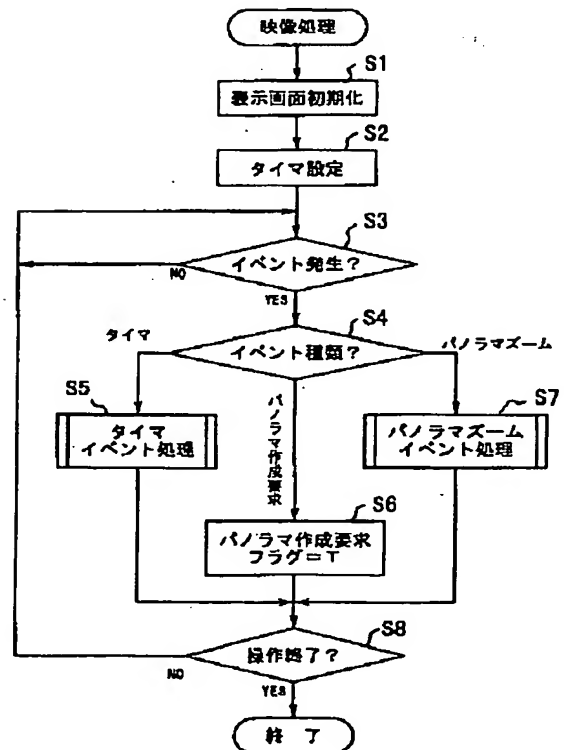 映像処理
S1
表示画面初期化
S2
タイマ設定
S3
イベント発生?
NO
YES
S4
イベント種類?
タイマ
パノラマズーム
パノラマ作成要求
S5
タイマ
イベント処理
S7
パノラマズーム
イベント処理
S6
パノラマ作成要求
フラグ=T
S8
操作終了?
NO
YES
終 了